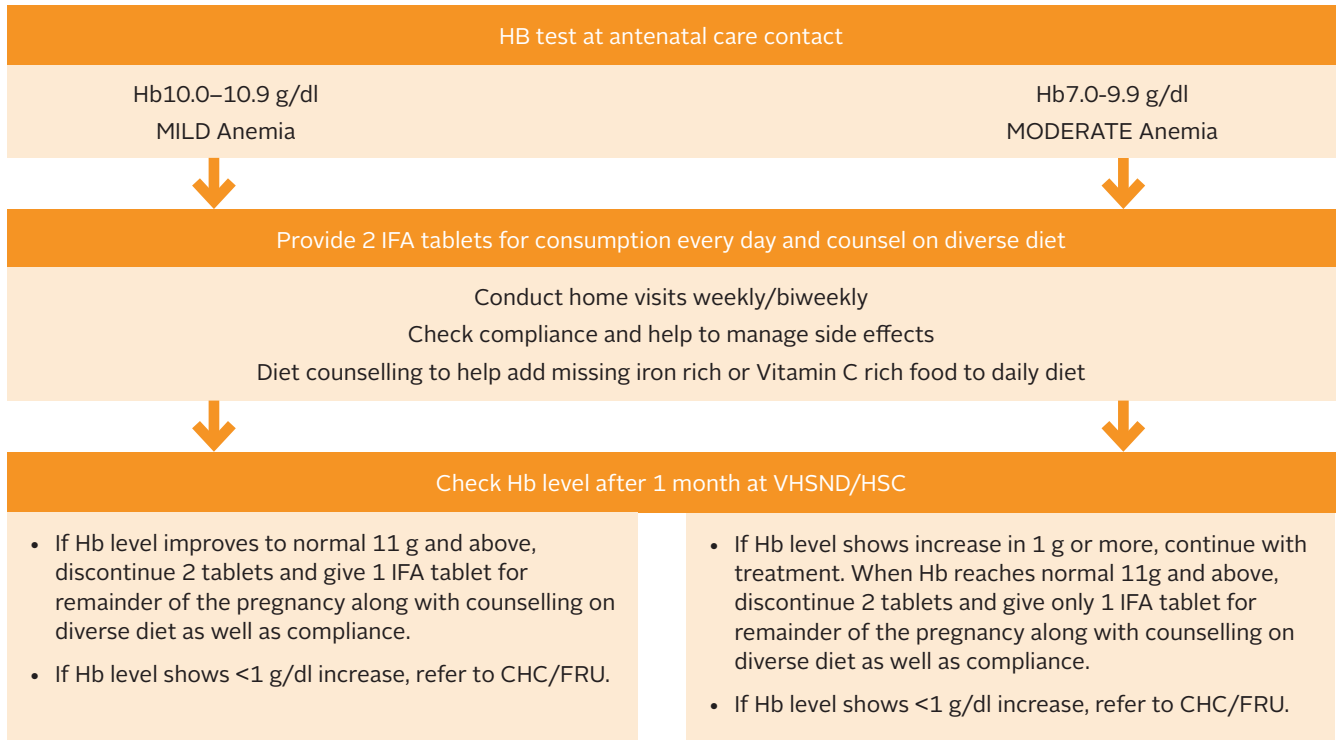 HB test at antenatal care contact
Hb10.0–10.9 g/dl
MILD Anemia
Hb7.0-9.9 g/dl
MODERATE Anemia
Provide 2 IFA tablets for consumption every day and counsel on diverse diet
Conduct home visits weekly/biweekly
Check compliance and help to manage side effects
Diet counselling to help add missing iron rich or Vitamin C rich food to daily diet
Check Hb level after 1 month at VHSND/HSC
• If Hb level improves to normal 11 g and above,
discontinue 2 tablets and give 1 IFA tablet for
remainder of the pregnancy along with counselling on
diverse diet as well as compliance.
• If Hb level shows <1 g/dl increase, refer to CHC/FRU.
• If Hb level shows increase in 1 g or more, continue with
treatment. When Hb reaches normal 11g and above,
discontinue 2 tablets and give only 1 IFA tablet for
remainder of the pregnancy along with counselling on
diverse diet as well as compliance.
• If Hb level shows <1 g/dl increase, refer to CHC/FRU.